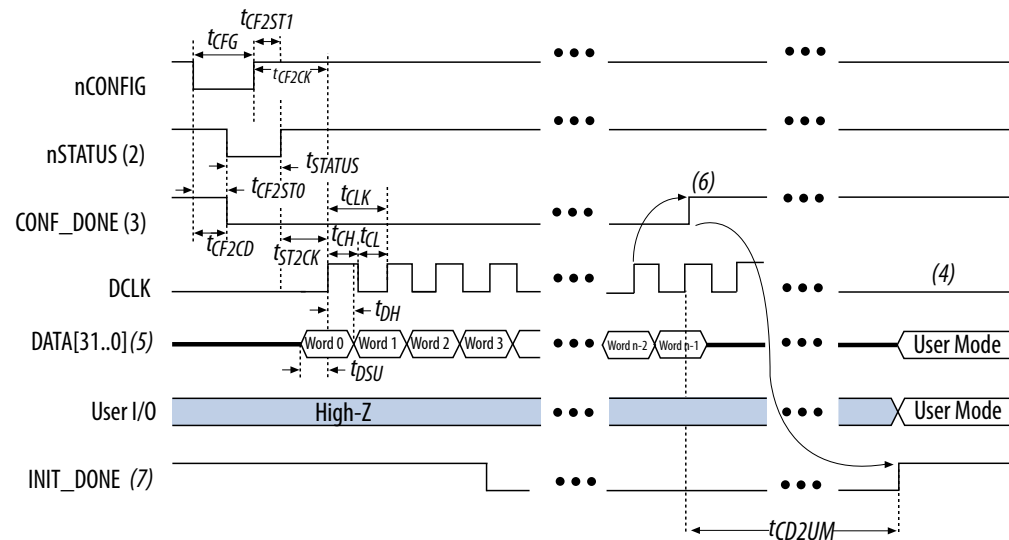 tCF2ST1
tCFG
nCONFIG
tCF2CK
nSTATUS (2)
tSTATUS
tCF2ST0
tCLK
(6)
CONF_DONE (3)
tCF2CD
tST2CK
tCH
tCL
DCLK
(4)
tDH
DATA[31..0] (5)
Word 0 Word 1 Word 2 Word 3
Word n-2 Word n-1
User Mode
tDSU
User I/O
High-Z
User Mode
INIT_DONE (7)
tCD2UM